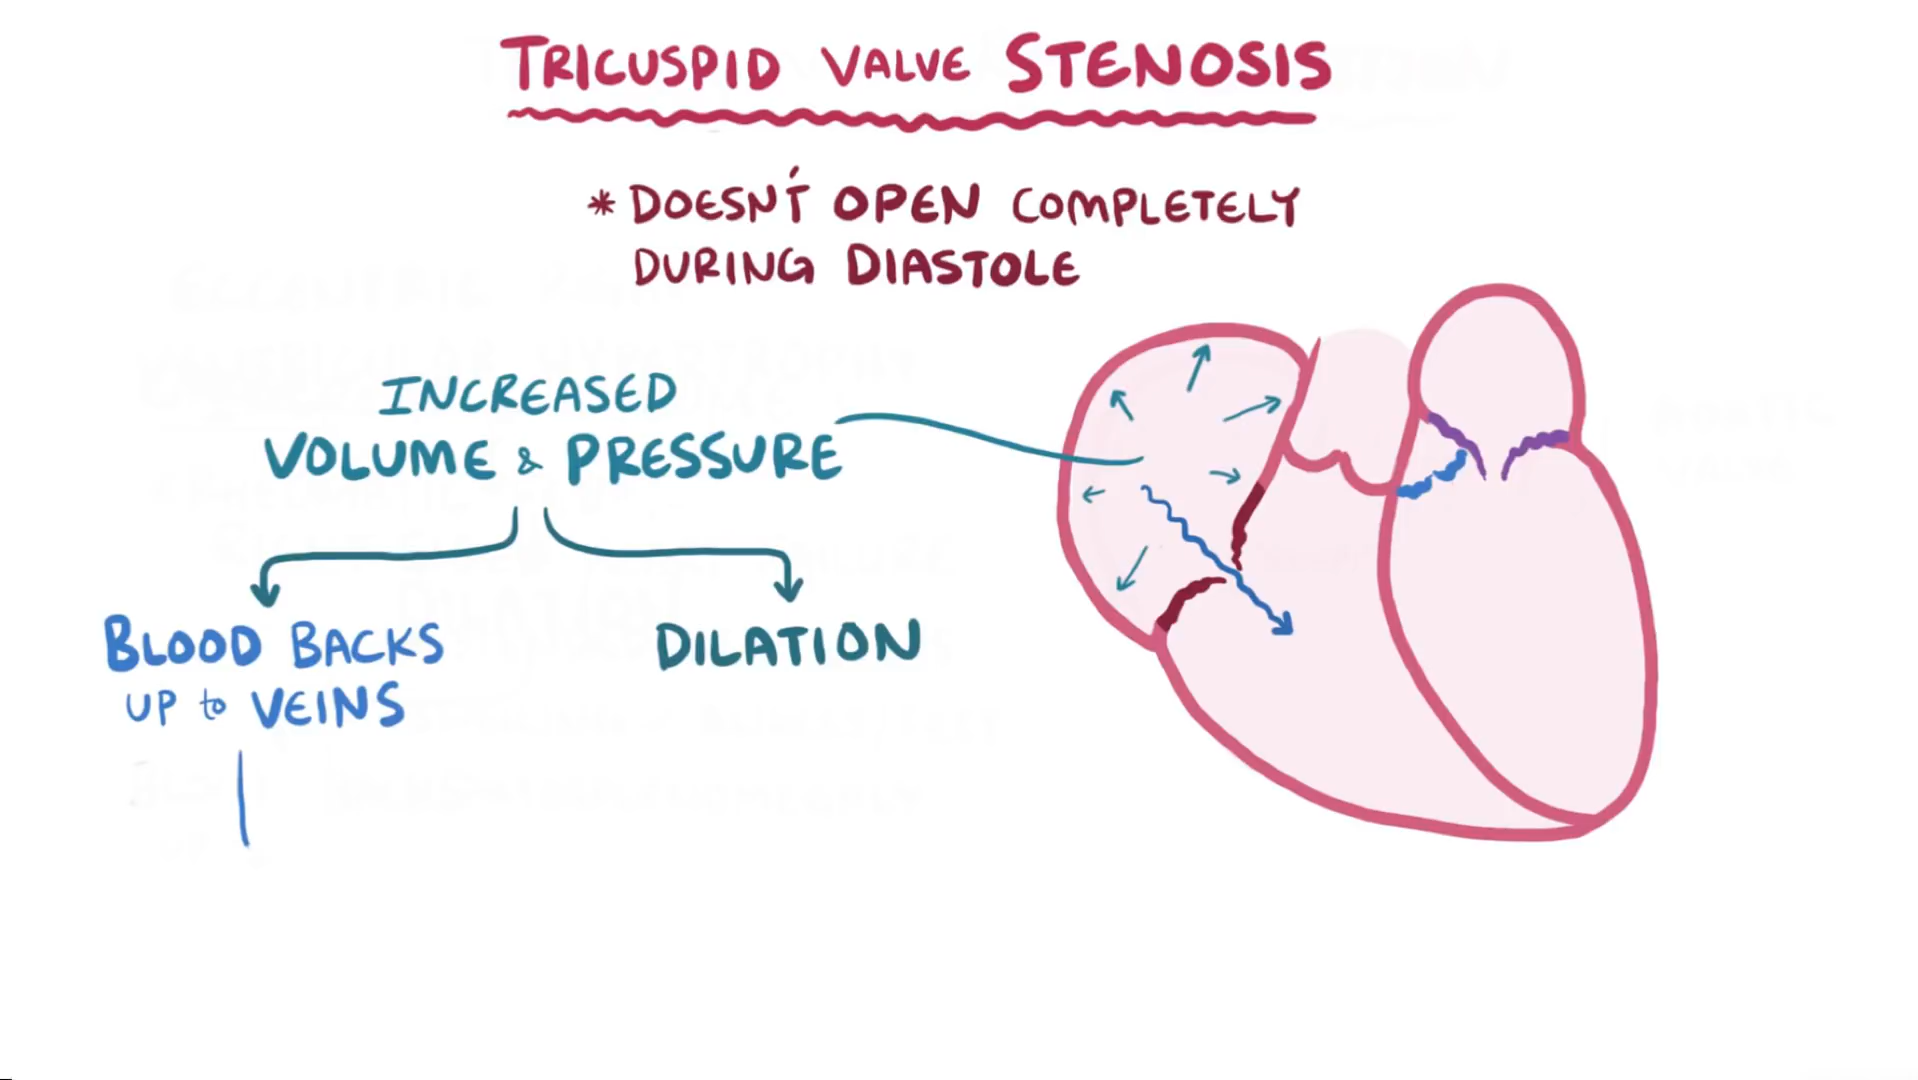 TRICUSPID VALVE STENOSIS
* DOESN'T OPEN COMPLETELY
DURING DIASTOLE
INCREASED
VOLUME & PRESSURE
BLOOD BACKS
UP to VEINS
DILATION